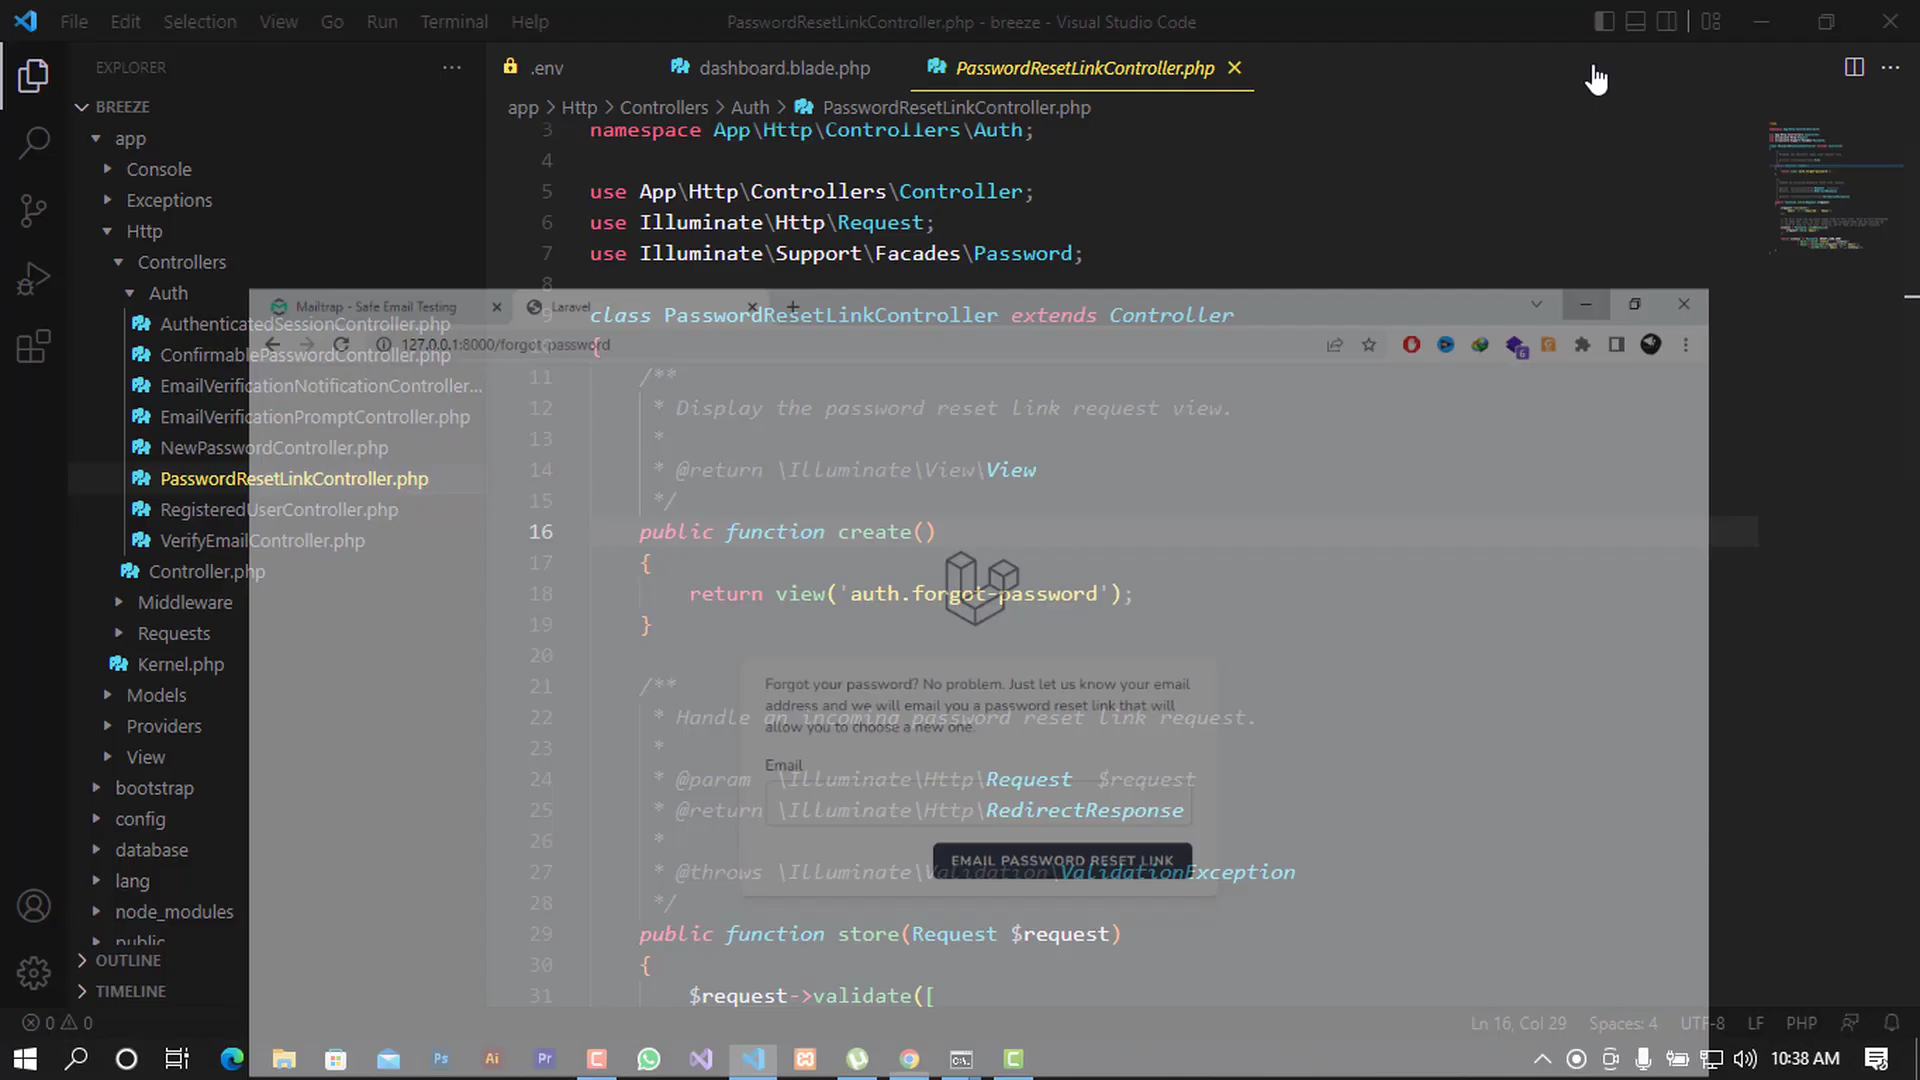 File Edit Selection View Go Run Terminal Help
PasswordResetLinkController.php - breeze - Visual Studio Code
EXPLORER
BREEZE
app
Console
Exceptions
Http
Controllers
Auth
AuthenticatedSessionController.php
ConfirmablePasswordController.php
EmailVerificationNotificationController...
EmailVerificationPromptController.php
NewPasswordController.php
PasswordResetLinkController.php
RegisteredUserController.php
VerifyEmailController.php
Controller.php
Middleware
Requests
Kernel.php
Models
Providers
View
bootstrap
config
database
lang
node_modules
public
OUTLINE
TIMELINE
.env
dashboard.blade.php
PasswordResetLinkController.php
app > Http > Controllers > Auth > PasswordResetLinkController.php
3 namespace App\Http\Controllers\Auth;
4
5 use App\Http\Controllers\Controller;
6 use Illuminate\Http\Request;
7 use Illuminate\Support\Facades\Password;
8
9 class PasswordResetLinkController extends Controller
{
11 /**
12 * Display the password reset link request view.
13 *
14 * @return \Illuminate\View\View
15 */
16 public function create()
17 {
18 return view('auth.forgot-password');
19 }
20
21 /**
22 * Handle an incoming password reset link request.
23 *
24 * @param \Illuminate\Http\Request $request
25 * @return \Illuminate\Http\RedirectResponse
26 *
27 * @throws \Illuminate\Validation\ValidationException
28 */
29 public function store(Request $request)
30 {
31 $request->validate([
Mailtrap - Safe Email Testing
Laravel
127.0.0.1:8000/forgot-password
6
Forgot your password? No problem. Just let us know your email
address and we will email you a password reset link that will
allow you to choose a new one.
Email
EMAIL PASSWORD RESET LINK
0 0
Ln 16, Col 29 Spaces: 4 UTF-8 LF PHP
Ps
Ai
Pr
C
C
10:38 AM